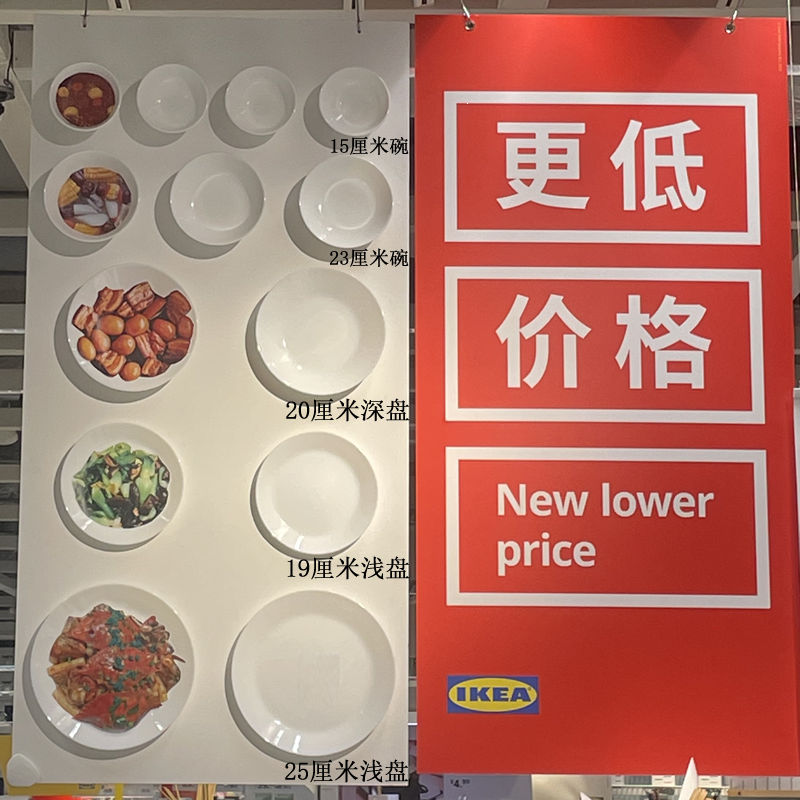 15厘米碗
23厘米碗
20厘米深盘
19厘米浅盘
25厘米浅盘
更低
价格
New lower
price
IKEA